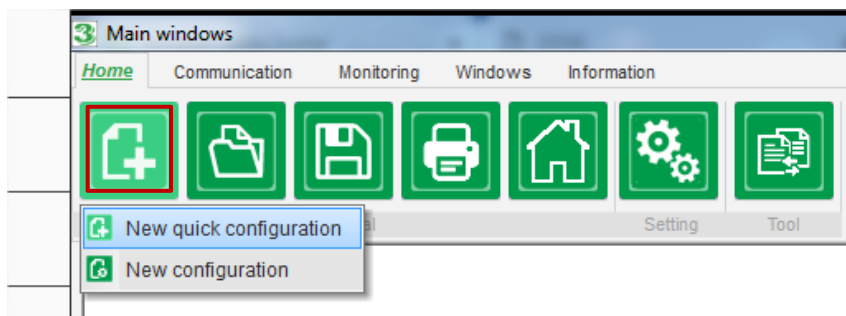 Main windows
Home Communication Monitoring Windows Information
Setting Tool
New quick configuration
New configuration